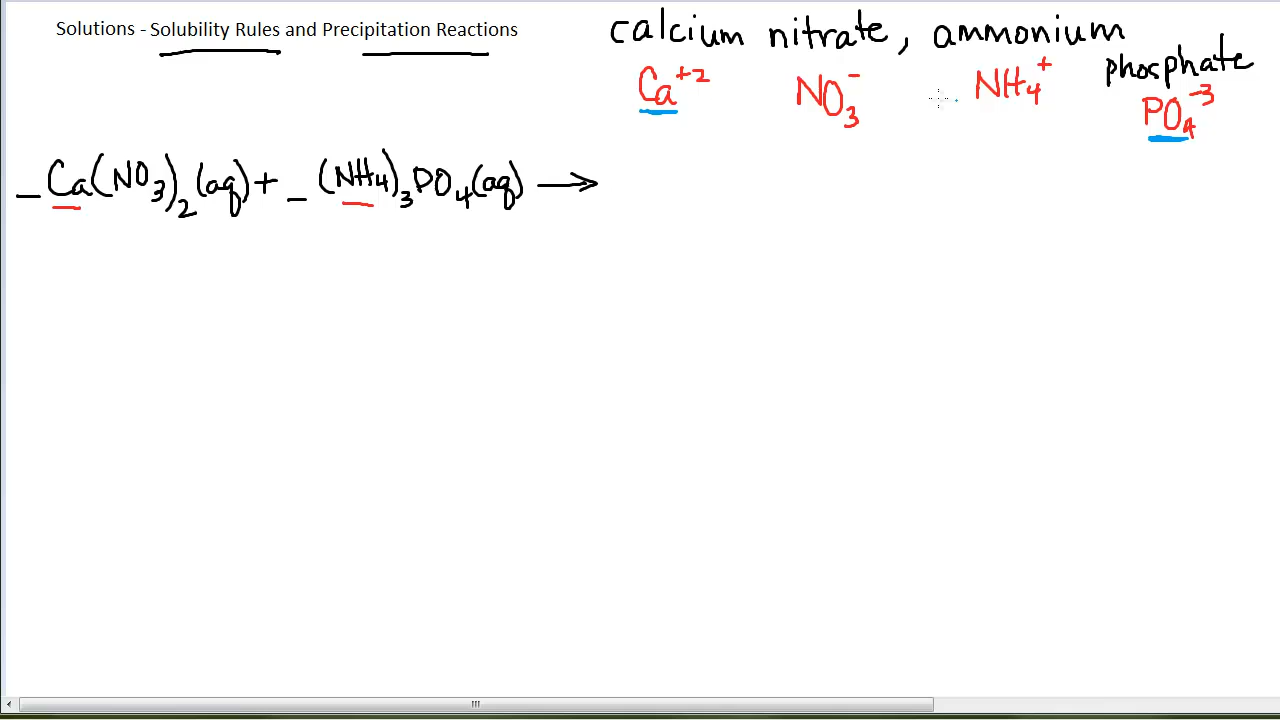 Solutions - Solubility Rules and Precipitation Reactions
calcium nitrate, ammonium
phosphate
Ca⁺² NO₃⁻ NH₄⁺ PO₄⁻³
_Ca(NO₃)₂(aq) + _(NH₄)₃PO₄(aq) →